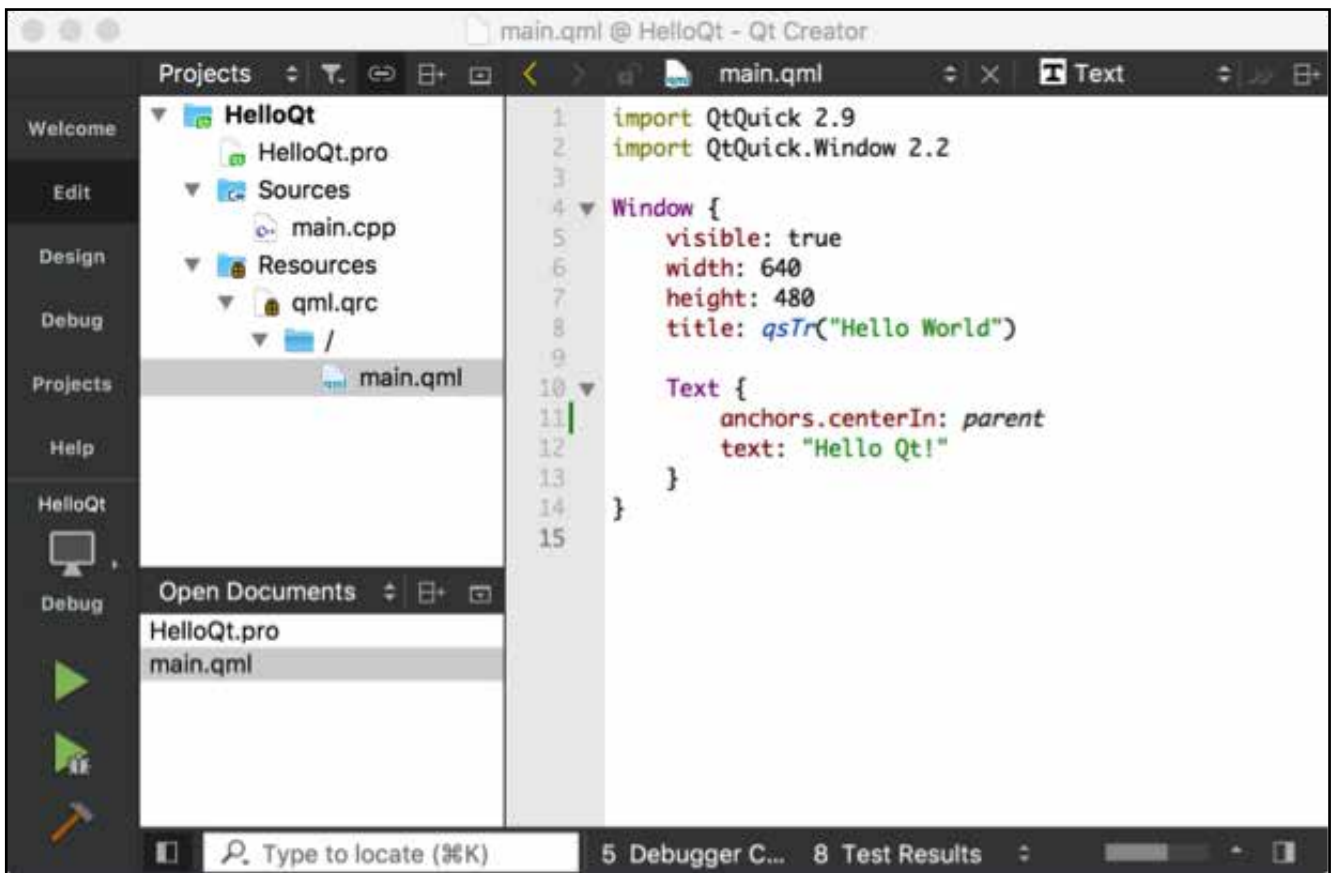 main.qml @ HelloQt - Qt Creator
Projects
main.qml
Text
Welcome
Edit
Design
Debug
Projects
Help
HelloQt
Debug
HelloQt
HelloQt.pro
Sources
main.cpp
Resources
qml.qrc
/
main.qml
Open Documents
HelloQt.pro
main.qml
1 import QtQuick 2.9
2 import QtQuick.Window 2.2
3
4 Window {
5     visible: true
6     width: 640
7     height: 480
8     title: qsTr("Hello World")
9
10     Text {
11         anchors.centerIn: parent
12         text: "Hello Qt!"
13     }
14 }
15
Type to locate (⌘K)
5 Debugger C... 8 Test Results